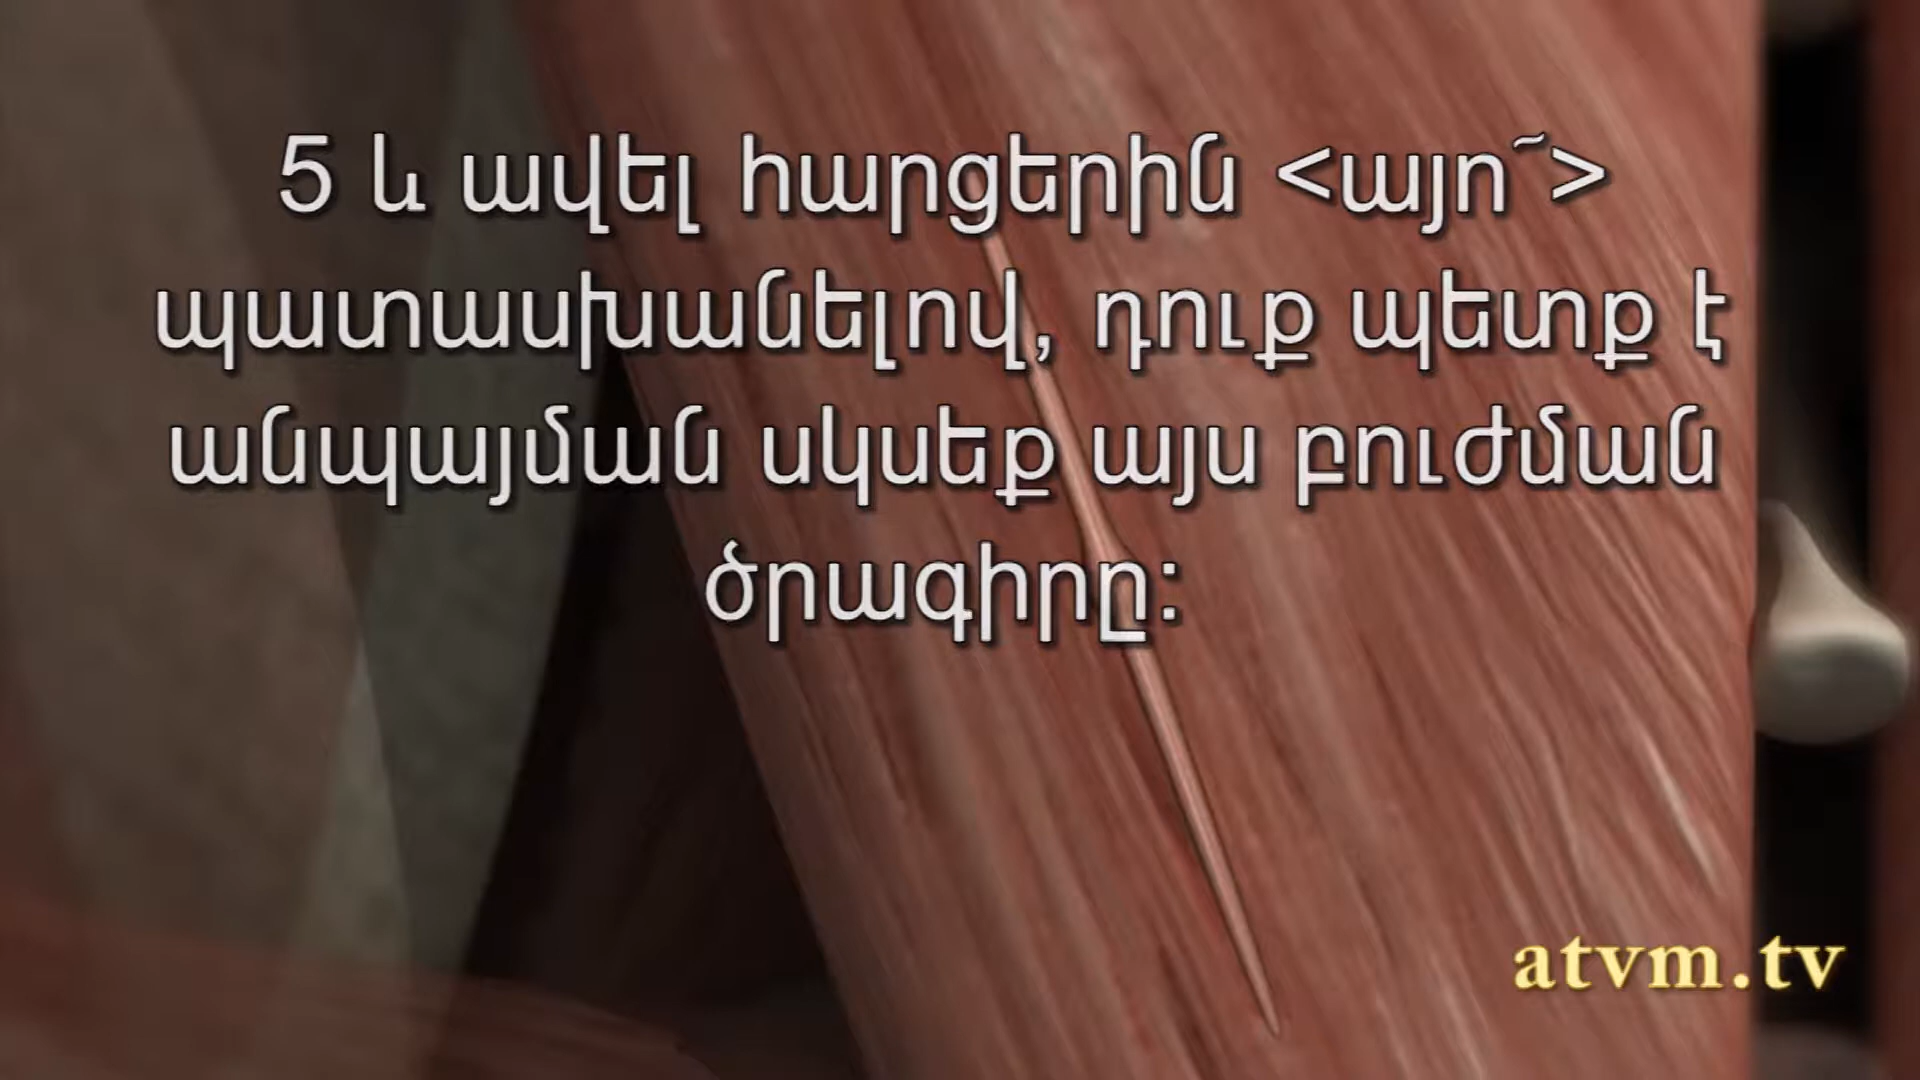 5 և ավել հարցերին <այո՜>
պատասխանելով, դուք պետք է
անպայման սկսեք այս բուժման
ծրագիրը:
atvm.tv